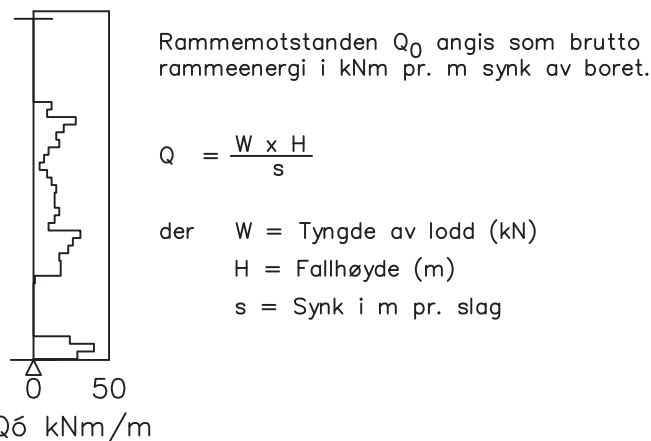 Rammemotstanden Q0 angis som brutto
rammeenergi i kNm pr. m synk av boret.
Q = W x H
s
der W = Tyngde av lodd (kN)
H = Fallhøyde (m)
s = Synk i m pr. slag
0 50
Qó kNm/m